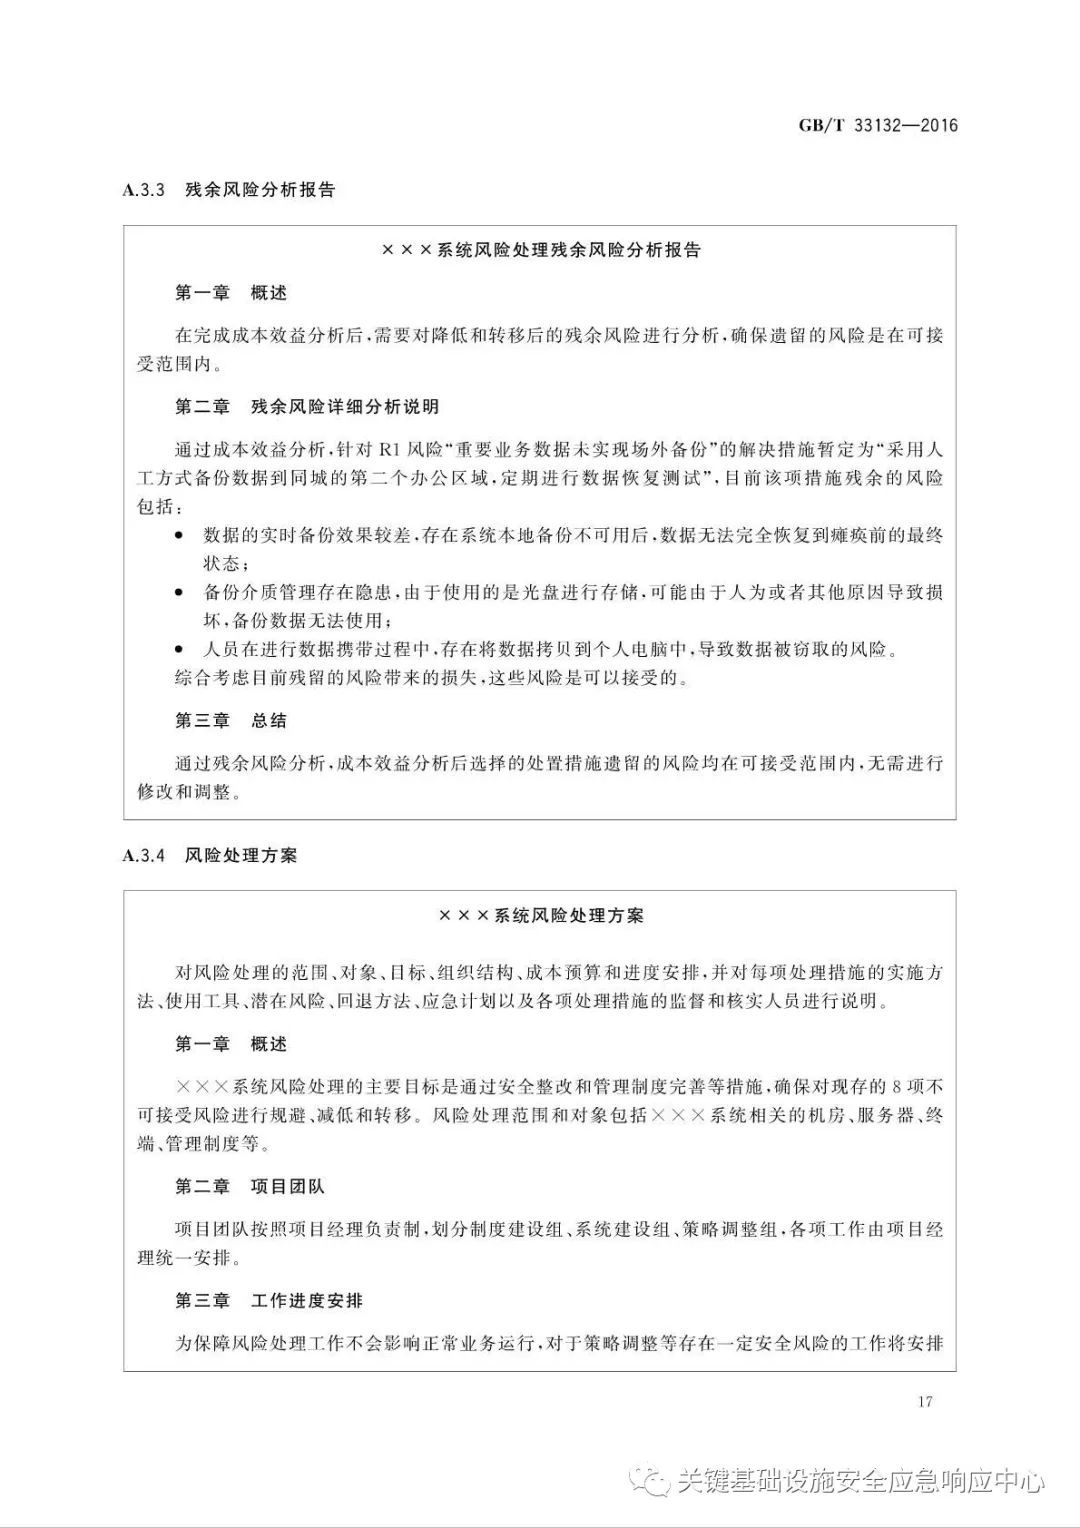 GB/T 33132—2016
A.3.3 残余风险分析报告
×××系统风险处理残余风险分析报告
第一章 概述
在完成成本效益分析后,需要对降低和转移后的残余风险进行分析,确保遗留的风险是在可接
受范围内。
第二章 残余风险详细分析说明
通过成本效益分析,针对 R1 风险“重要业务数据未实现场外备份”的解决措施暂定为“采用人
工方式备份数据到同城的第二个办公区域,定期进行数据恢复测试”,目前该项措施残余的风险
包括:
● 数据的实时备份效果较差,存在系统本地备份不可用后,数据无法完全恢复到瘫痪前的最终
状态;
● 备份介质管理存在隐患,由于使用的是光盘进行存储,可能由于人为或者其他原因导致损
坏,备份数据无法使用;
● 人员在进行数据携带过程中,存在将数据拷贝到个人电脑中,导致数据被窃取的风险。
综合考虑目前残留的风险带来的损失,这些风险是可以接受的。
第三章 总结
通过残余风险分析,成本效益分析后选择的处置措施遗留的风险均在可接受范围内,无需进行
修改和调整。
A.3.4 风险处理方案
×××系统风险处理方案
对风险处理的范围、对象、目标、组织结构、成本预算和进度安排,并对每项处理措施的实施方
法、使用工具、潜在风险、回退方法、应急计划以及各项处理措施的监督和核实人员进行说明。
第一章 概述
×××系统风险处理的主要目标是通过安全整改和管理制度完善等措施,确保对现存的 8 项不
可接受风险进行规避、减低和转移。风险处理范围和对象包括×××系统相关的机房、服务器、终
端、管理制度等。
第二章 项目团队
项目团队按照项目经理负责制,划分制度建设组、系统建设组、策略调整组,各项工作由项目经
理统一安排。
第三章 工作进度安排
为保障风险处理工作不会影响正常业务运行,对于策略调整等存在一定安全风险的工作将安排
17
关键基础设施安全应急响应中心